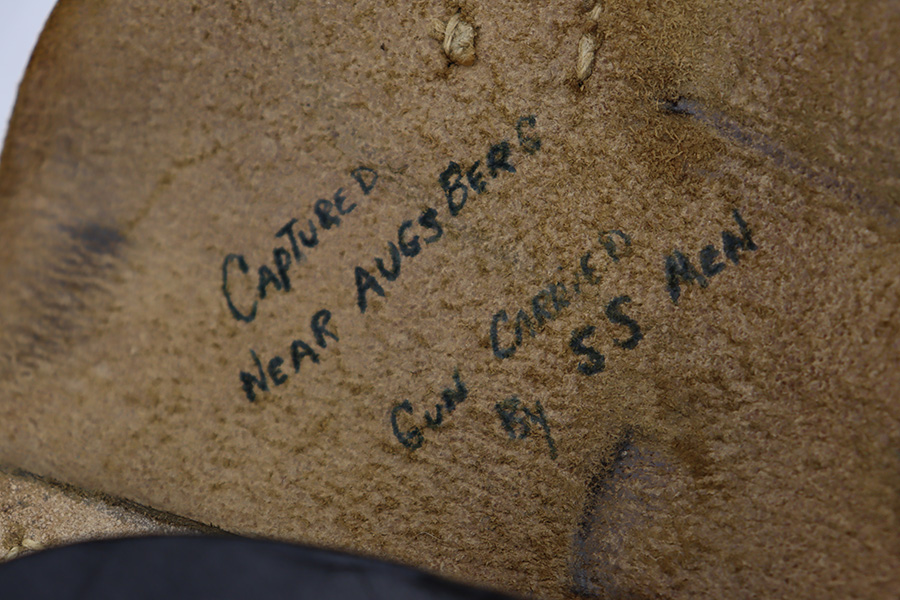 CAPTURED
NEAR AUGSBERG
GUN CARRIED
By SS MEN